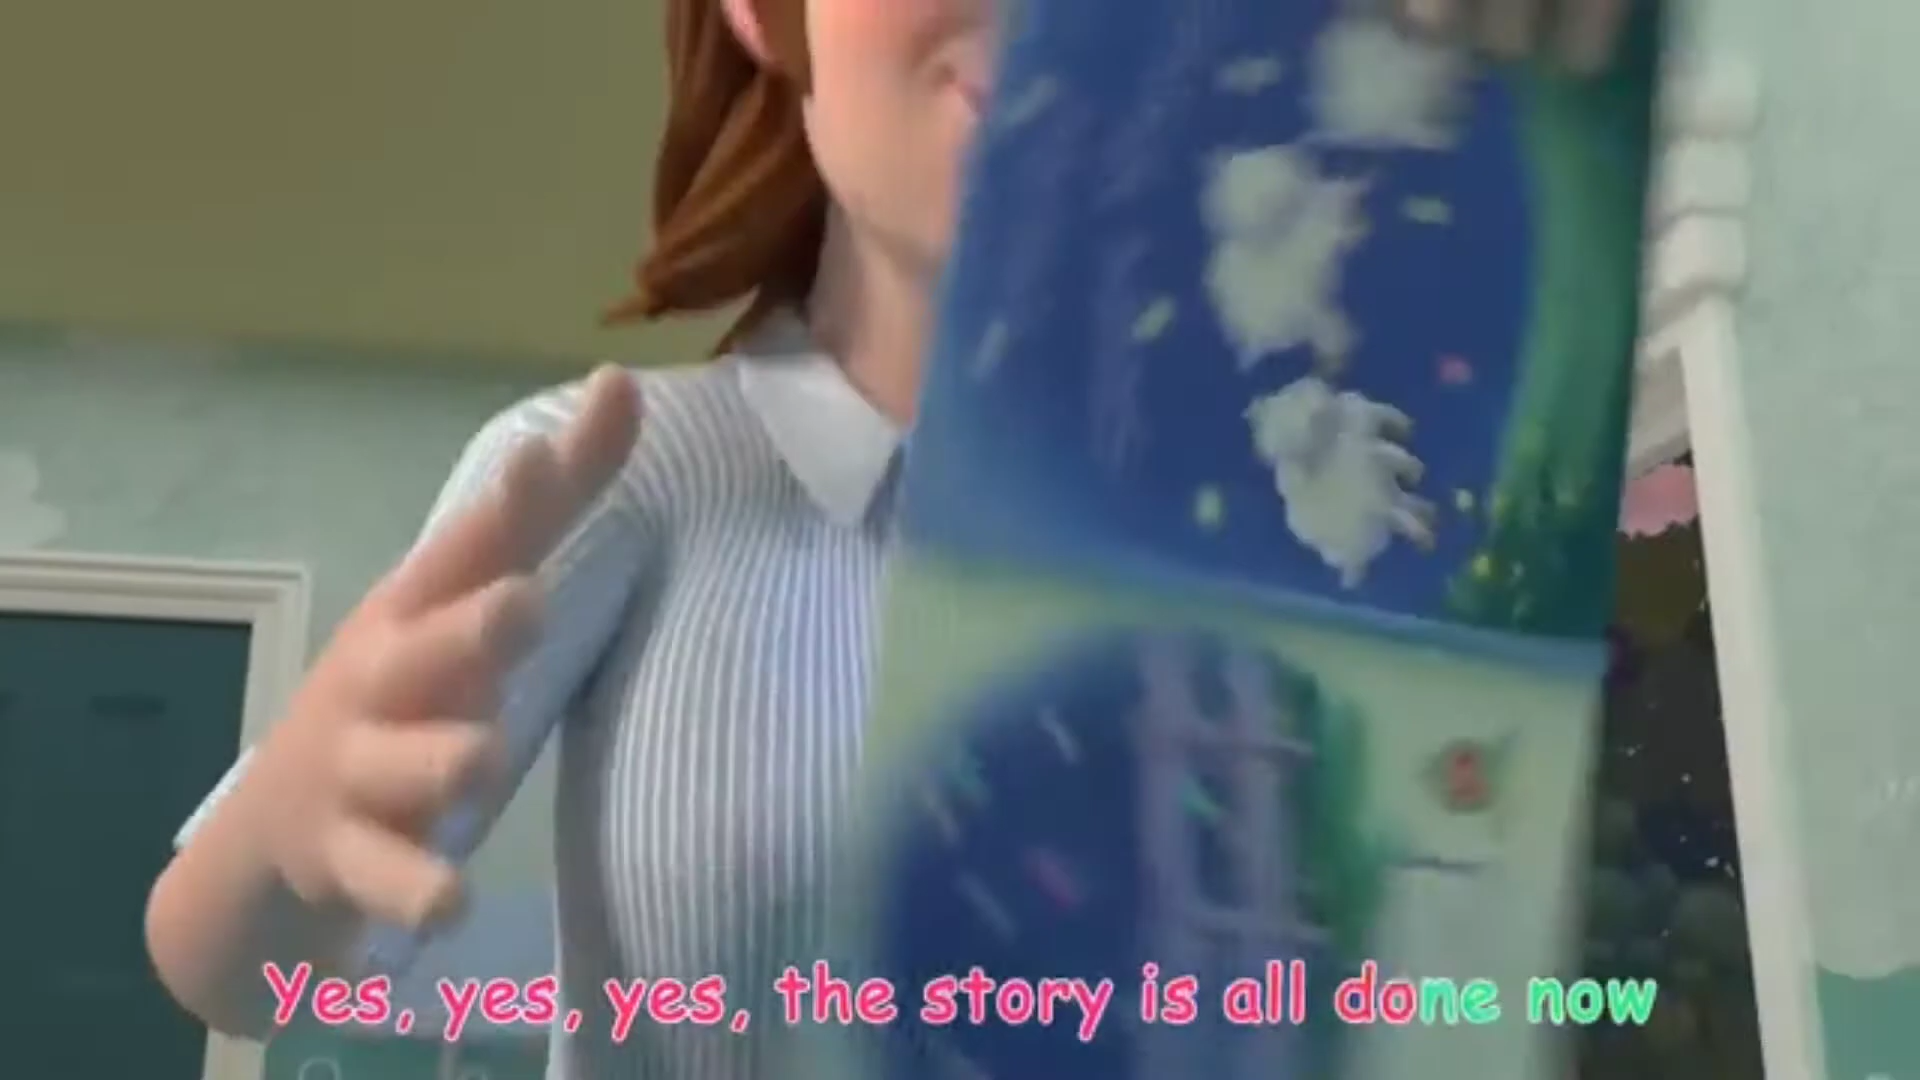 Yes, yes, yes, the story is all done now